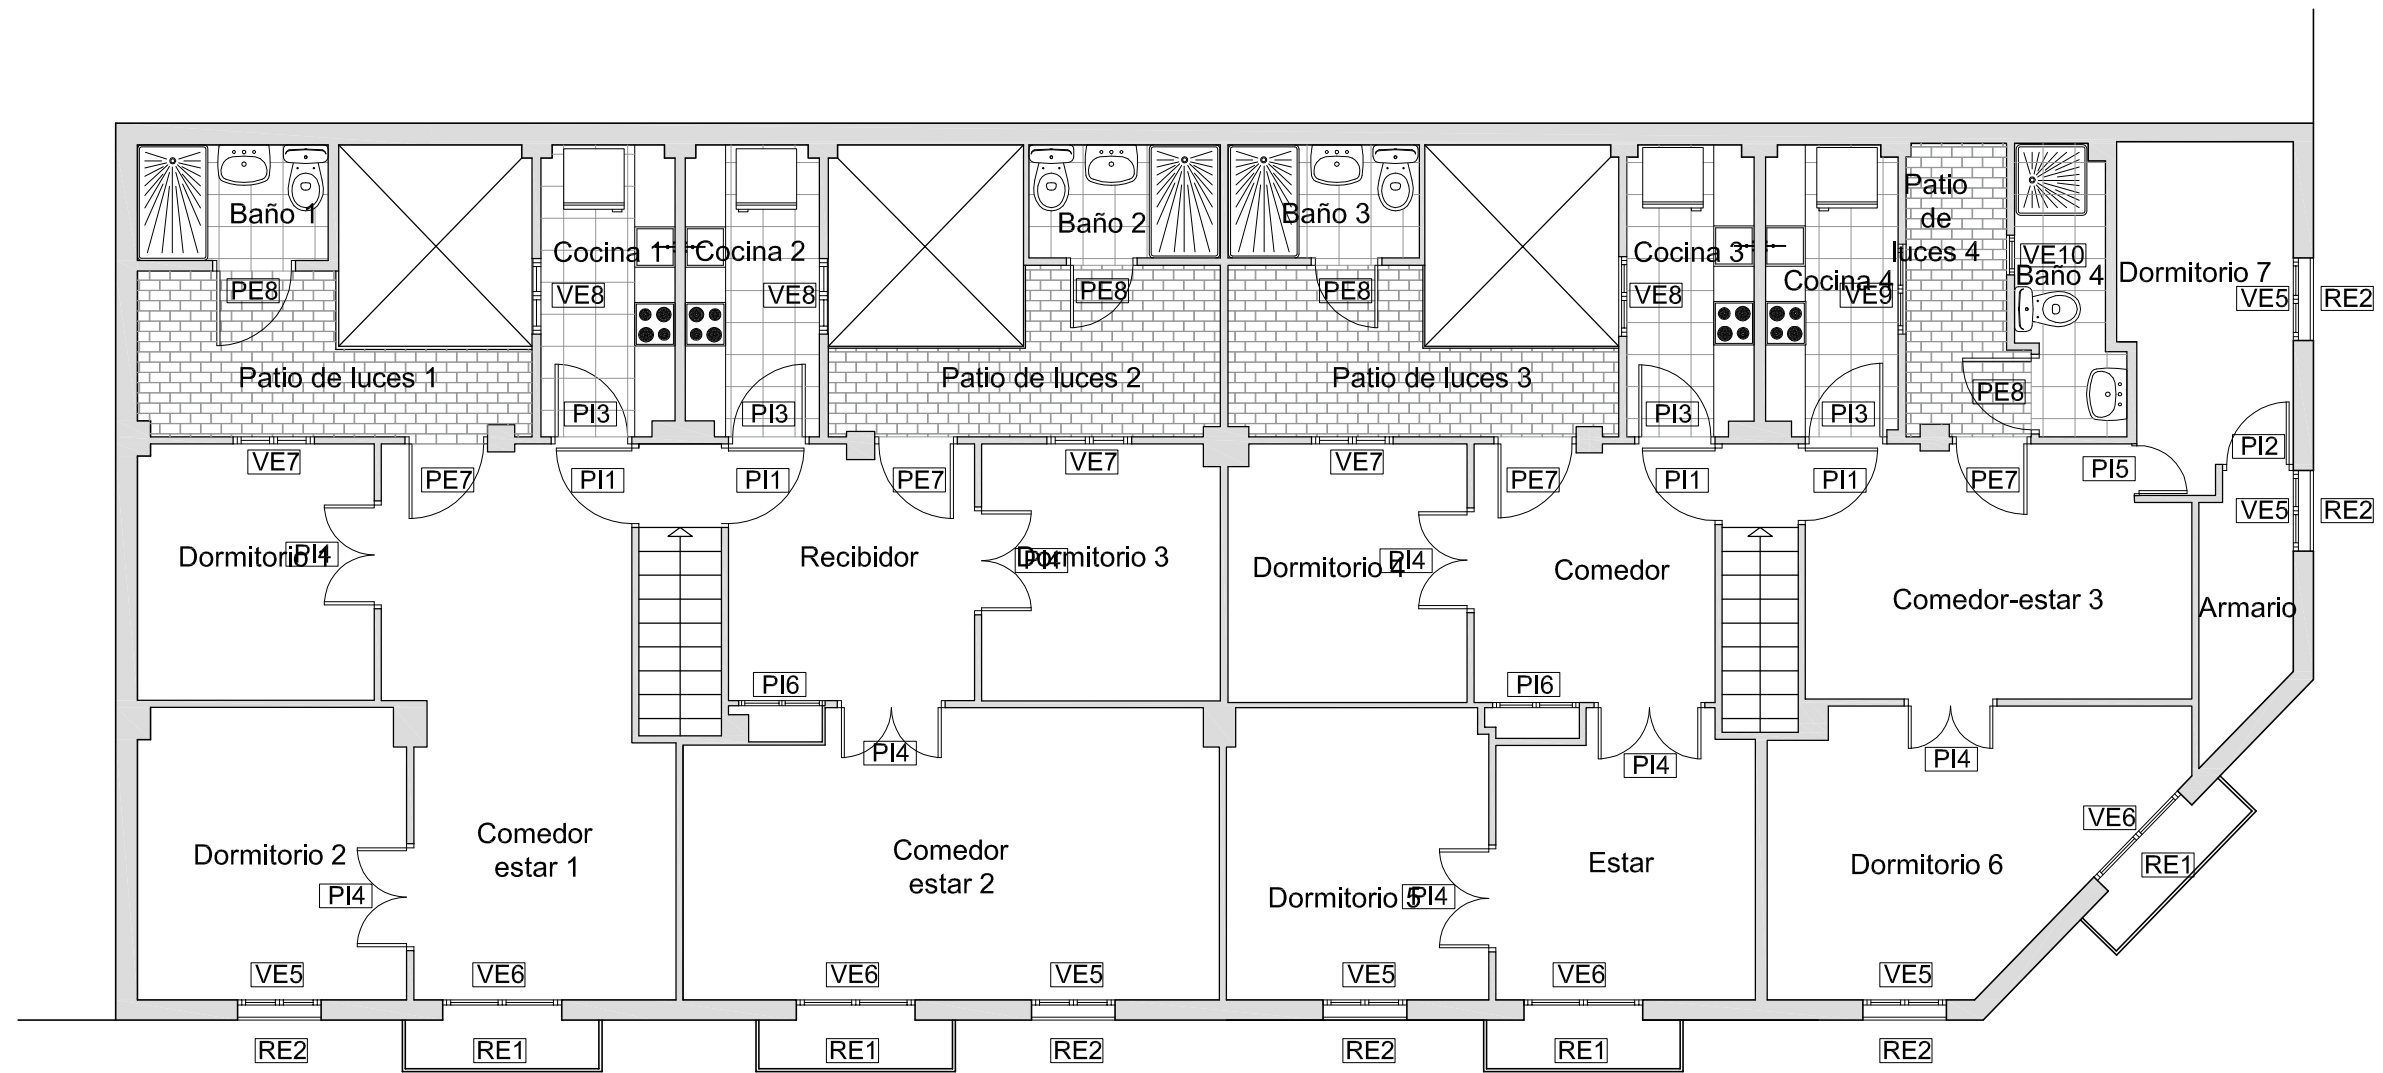 Patio
de
luces 4
Baño 1
Baño 2
Baño 3
Cocina 1
Cocina 2
Cocina 3
Cocina 4
VE10
Baño 4
Dormitorio 7
PE8
VE8
VE8
PE8
PE8
VE8
VE9
VE5
RE2
Patio de luces 1
Patio de luces 2
Patio de luces 3
PE8
PI3
PI3
PI3
PI3
PI2
VE7
PE7
PI1
PI1
PE7
VE7
VE7
PE7
PI1
PI1
PE7
PI5
VE5
RE2
Dormitorio 1
PI4
Recibidor
Dormitorio 3
PI4
Dormitorio 4
PI4
Comedor
Comedor-estar 3
Armario
PI6
PI6
PI4
PI4
PI4
Dormitorio 2
PI4
Comedor
estar 1
Comedor
estar 2
Dormitorio 5
PI4
Estar
Dormitorio 6
VE6
RE1
VE5
VE6
VE6
VE5
VE5
VE6
VE5
RE2
RE1
RE1
RE2
RE2
RE1
RE2